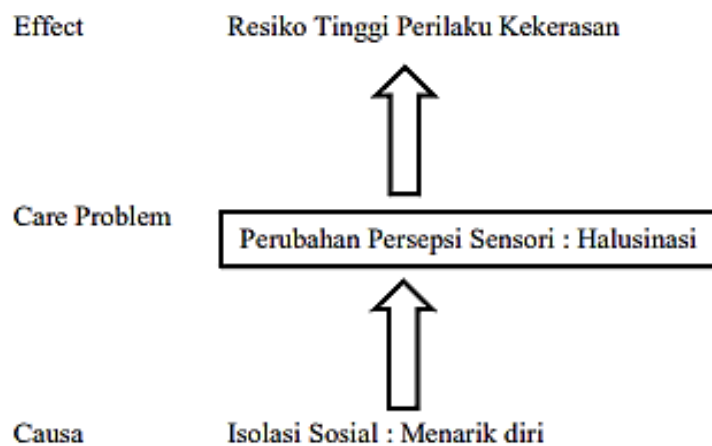 Effect Resiko Tinggi Perilaku Kekerasan
Care Problem
Perubahan Persepsi Sensori : Halusinasi
Causa Isolasi Sosial : Menarik diri